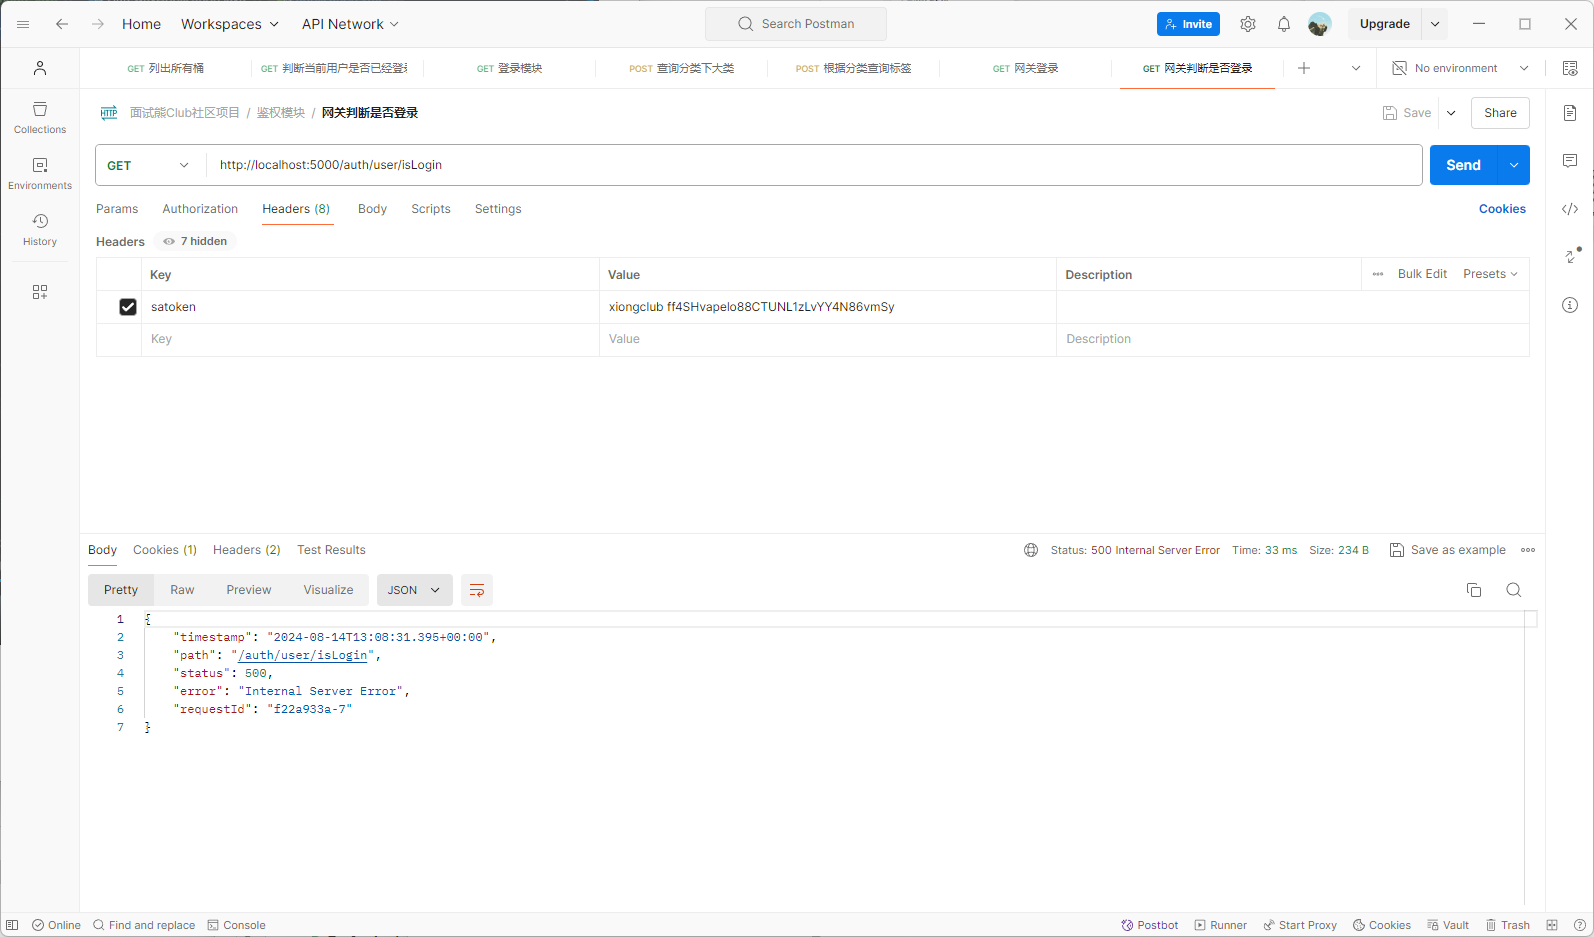 Home Workspaces API Network Search Postman Invite Upgrade
GET 列出所有桶 GET 判断当前用户是否已经登录 GET 登录模块 POST 查询分类下大类 POST 根据分类查询标签 GET 网关登录 GET 网关判断是否登录 No environment
HTTP 面试熊Club社区项目 / 鉴权模块 / 网关判断是否登录 Save Share
Collections
Environments
History
GET http://localhost:5000/auth/user/isLogin Send
Params Authorization Headers (8) Body Scripts Settings Cookies
Headers 7 hidden
Key Value Description Bulk Edit Presets
satoken xiongclub ff4SHvapelo88CTUNL1zLvYY4N86vmSy
Key Value Description
Body Cookies (1) Headers (2) Test Results Status: 500 Internal Server Error Time: 33 ms Size: 234 B Save as example
Pretty Raw Preview Visualize JSON
1 {
2 "timestamp": "2024-08-14T13:08:31.395+00:00",
3 "path": "/auth/user/isLogin",
4 "status": 500,
5 "error": "Internal Server Error",
6 "requestId": "f22a933a-7"
7 }
Online Find and replace Console Postbot Runner Start Proxy Cookies Vault Trash